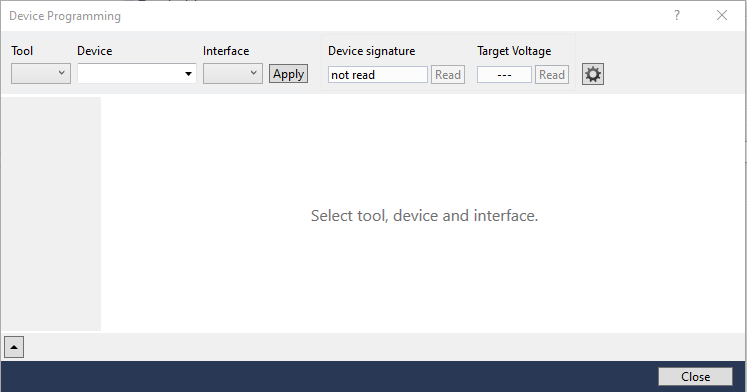 Device Programming
?
Tool Device Interface Device signature Target Voltage
Apply not read Read --- Read
Select tool, device and interface.
Close